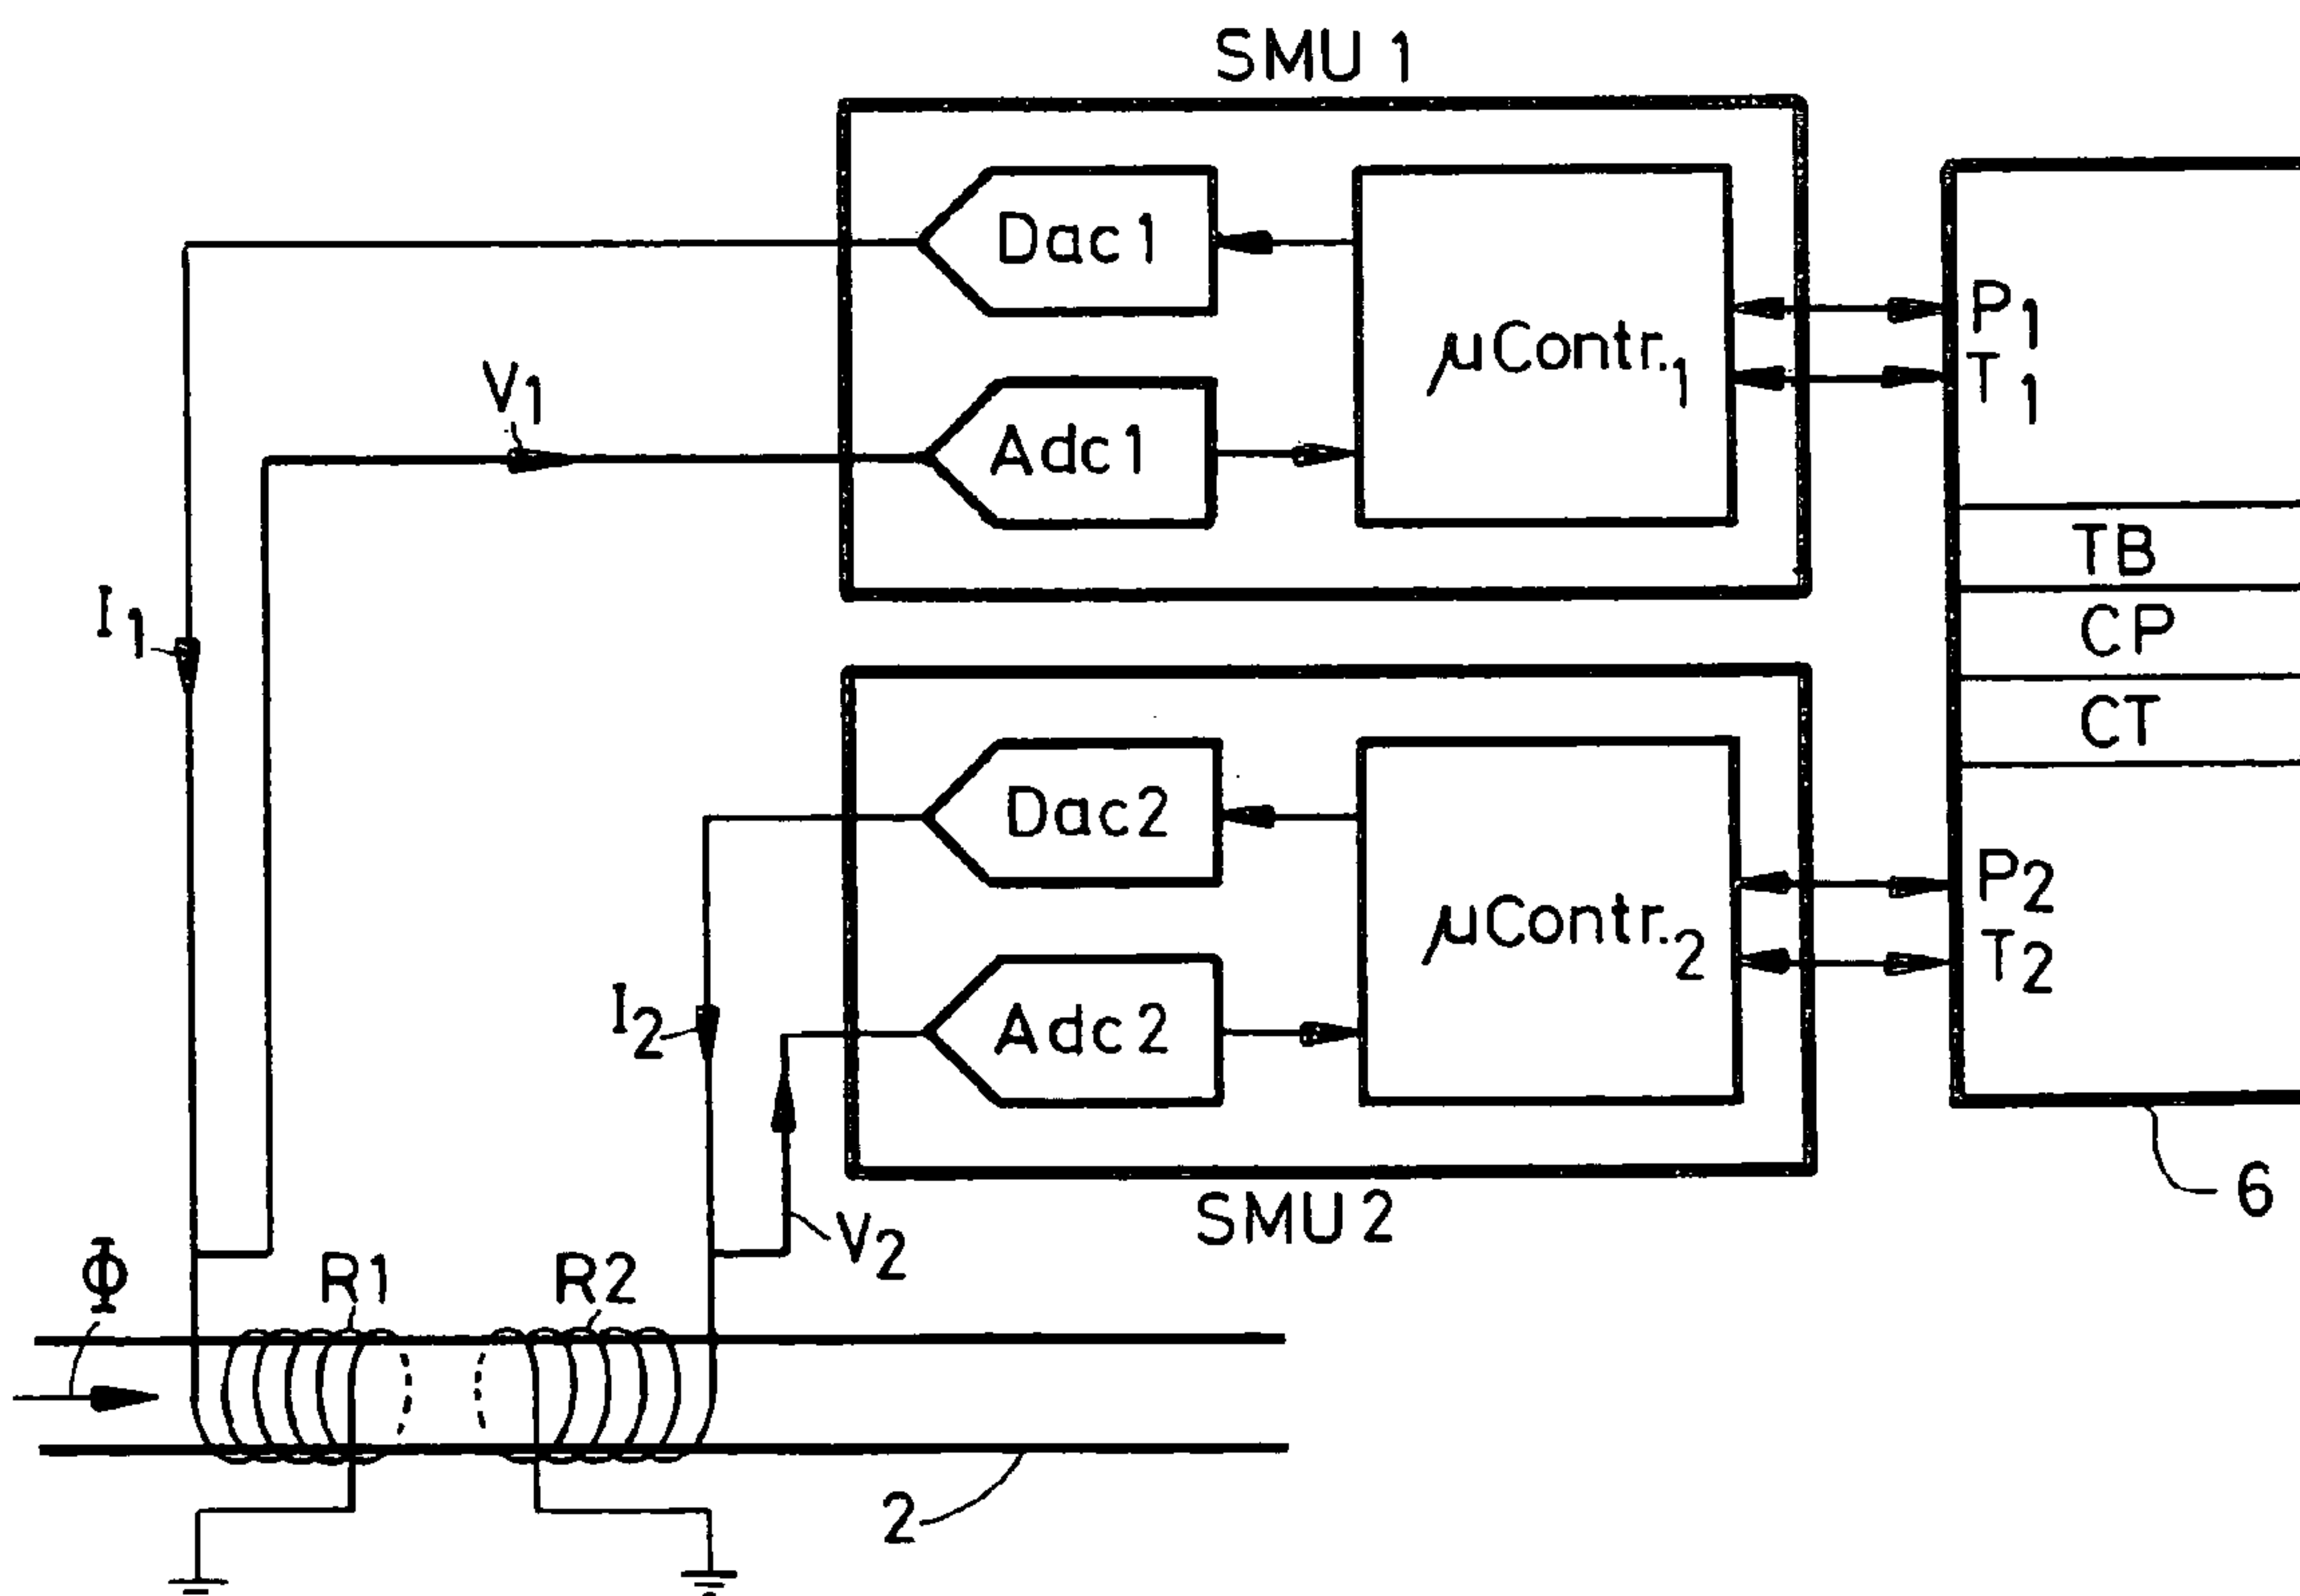 SMU 1
Dac1
P1
μContr.1
V1
T1
Adc1
TB
I1
CP
CT
Dac2
P2
μContr.2
T2
I2
Adc2
6
SMU2
V2
Φ
R1
R2
2